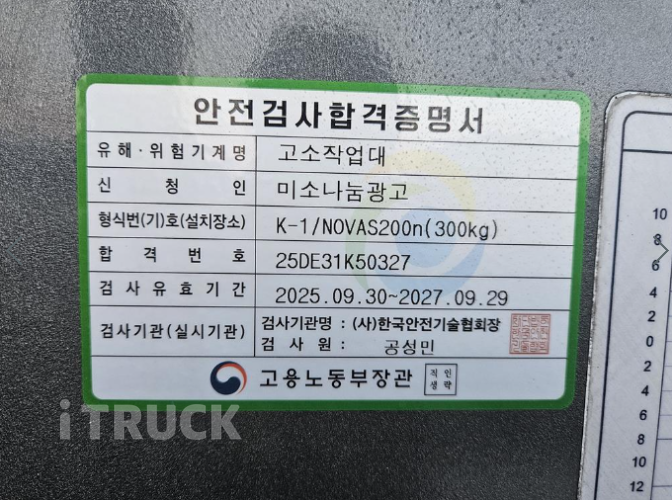 안전검사합격증명서
유해·위험기계명 고소작업대
신청인 미소나눔광고
형식번(기)호(설치장소) K-1/NOVAS200n(300kg)
합격번호 25DE31K50327
검사유효기간 2025.09.30~2027.09.29
검사기관(실시기관) 검사기관명 : (사)한국안전기술협회장
검사원 : 공성민
고용노동부장관 직인생략
iTRUCK
10
8
6
4
2
0
2
4
6
8
10
12